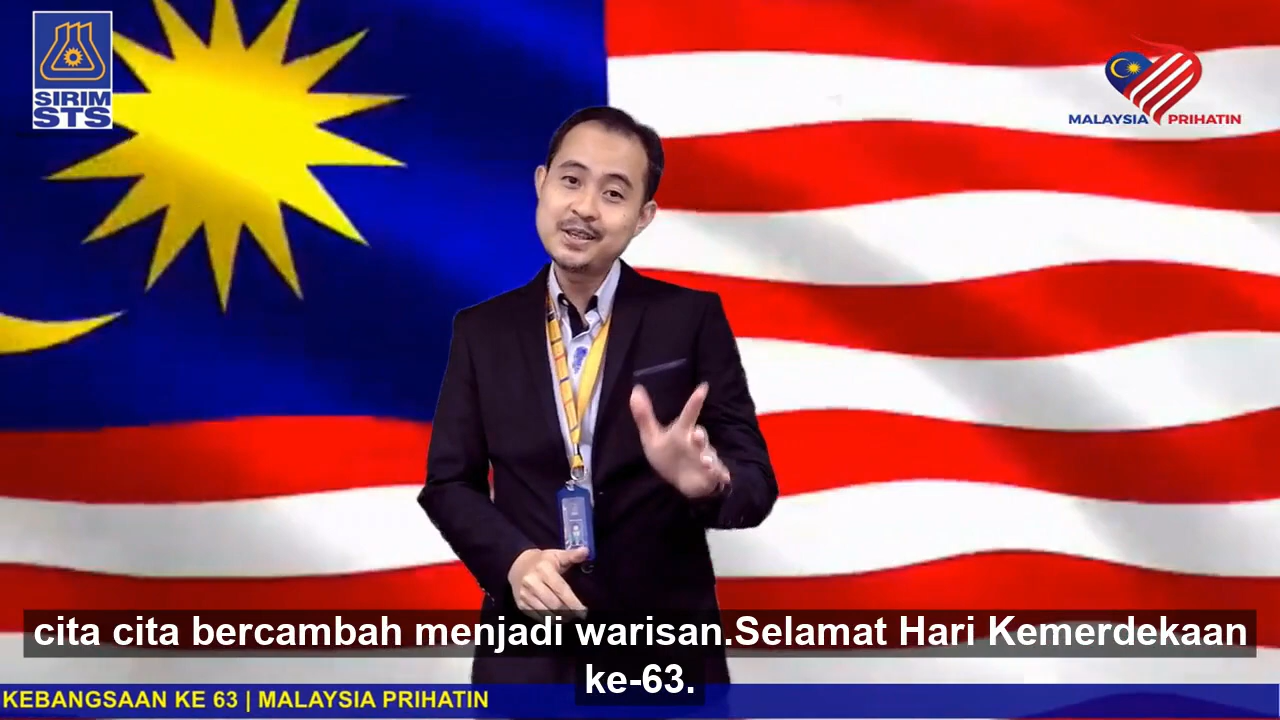 SIRIM
STS
MALAYSIA PRIHATIN
cita cita bercambah menjadi warisan.Selamat Hari Kemerdekaan
ke-63.
KEBANGSAAN KE 63 | MALAYSIA PRIHATIN